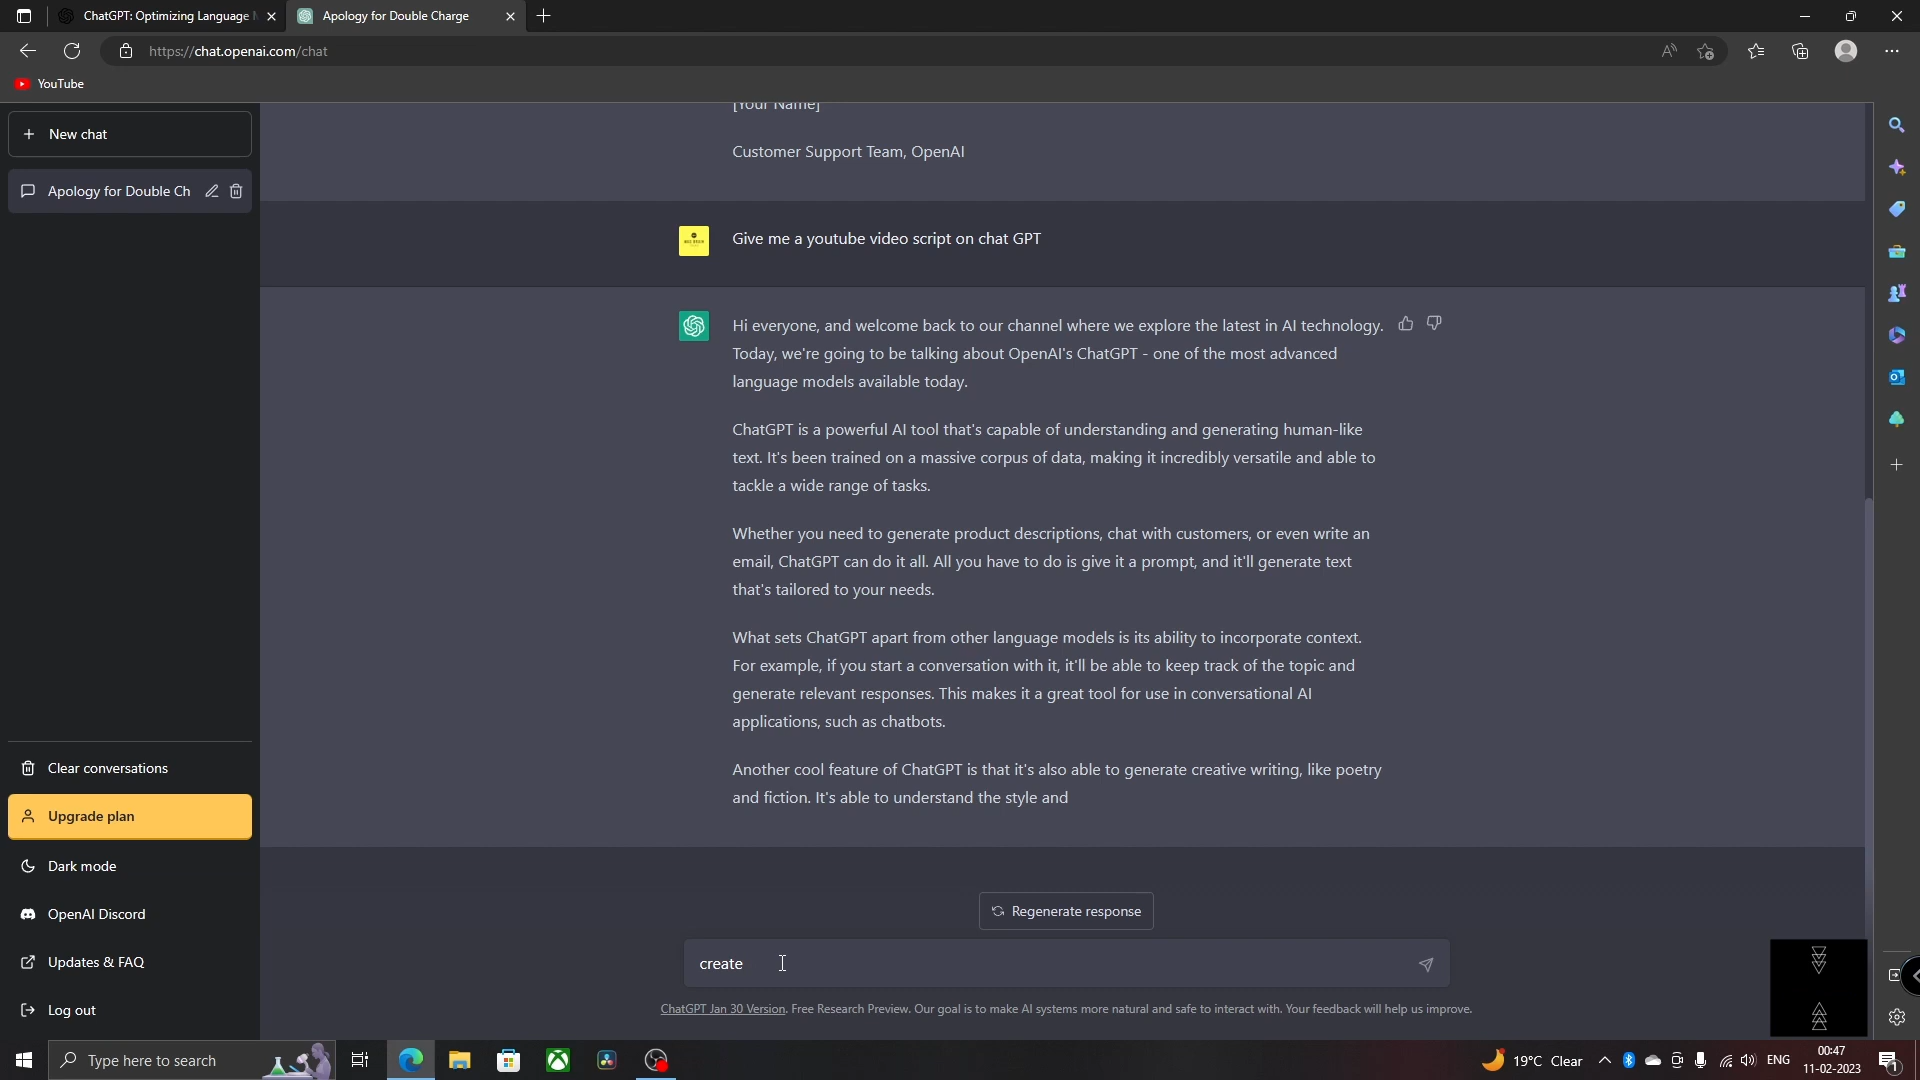 ChatGPT: Optimizing Language
Apology for Double Charge
https://chat.openai.com/chat
YouTube
New chat
Apology for Double Ch
[Your Name]
Customer Support Team, OpenAI
Give me a youtube video script on chat GPT
Hi everyone, and welcome back to our channel where we explore the latest in AI technology.
Today, we're going to be talking about OpenAI's ChatGPT - one of the most advanced
language models available today.
ChatGPT is a powerful AI tool that's capable of understanding and generating human-like
text. It's been trained on a massive corpus of data, making it incredibly versatile and able to
tackle a wide range of tasks.
Whether you need to generate product descriptions, chat with customers, or even write an
email, ChatGPT can do it all. All you have to do is give it a prompt, and it'll generate text
that's tailored to your needs.
What sets ChatGPT apart from other language models is its ability to incorporate context.
For example, if you start a conversation with it, it'll be able to keep track of the topic and
generate relevant responses. This makes it a great tool for use in conversational AI
applications, such as chatbots.
Another cool feature of ChatGPT is that it's also able to generate creative writing, like poetry
and fiction. It's able to understand the style and
Clear conversations
Upgrade plan
Dark mode
OpenAI Discord
Updates & FAQ
Log out
Regenerate response
create
ChatGPT Jan 30 Version. Free Research Preview. Our goal is to make AI systems more natural and safe to interact with. Your feedback will help us improve.
Type here to search
19°C Clear
ENG
00:47
11-02-2023
1